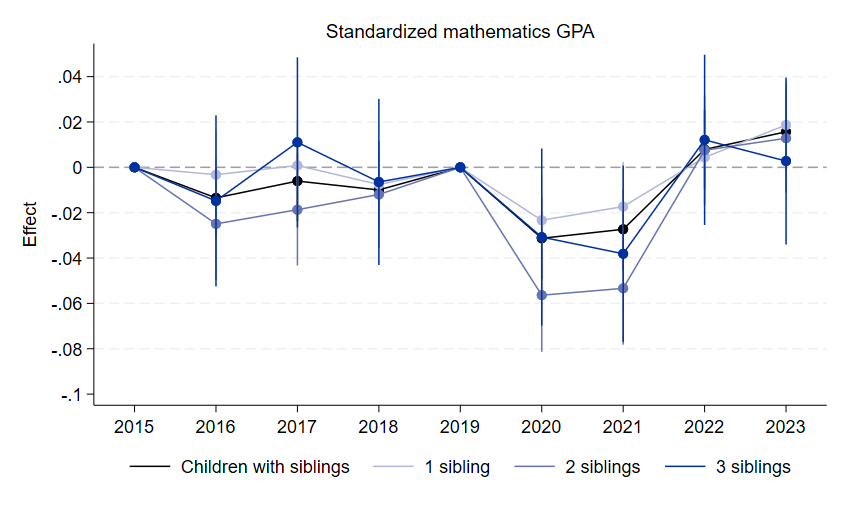 Standardized mathematics GPA
Effect
.04
.02
0
-.02
-.04
-.06
-.08
-.1
2015 2016 2017 2018 2019 2020 2021 2022 2023
Children with siblings 1 sibling 2 siblings 3 siblings